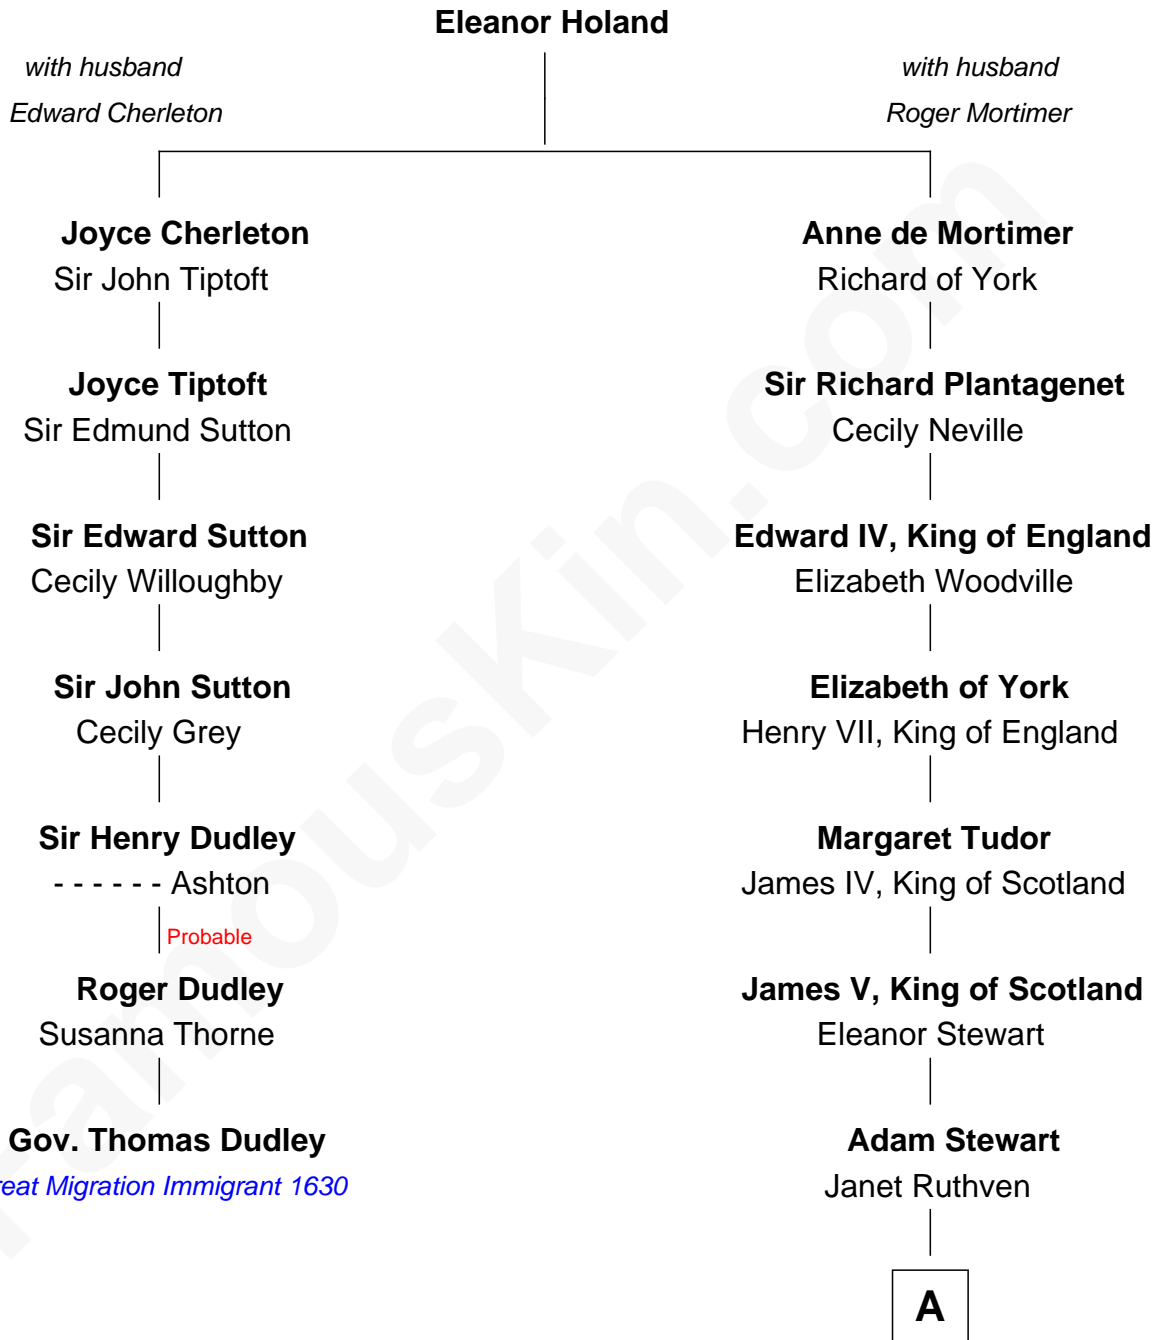 Eleanor Holand
with husband
Edward Cherleton
with husband
Roger Mortimer
Joyce Cherleton
Sir John Tiptoft
Anne de Mortimer
Richard of York
Joyce Tiptoft
Sir Edmund Sutton
Sir Richard Plantagenet
Cecily Neville
Sir Edward Sutton
Cecily Willoughby
Edward IV, King of England
Elizabeth Woodville
Sir John Sutton
Cecily Grey
Elizabeth of York
Henry VII, King of England
Sir Henry Dudley
- - - - - - Ashton
Margaret Tudor
James IV, King of Scotland
Probable
Roger Dudley
Susanna Thorne
James V, King of Scotland
Eleanor Stewart
Gov. Thomas Dudley
reat Migration Immigrant 1630
Adam Stewart
Janet Ruthven
A
FamousKin.com